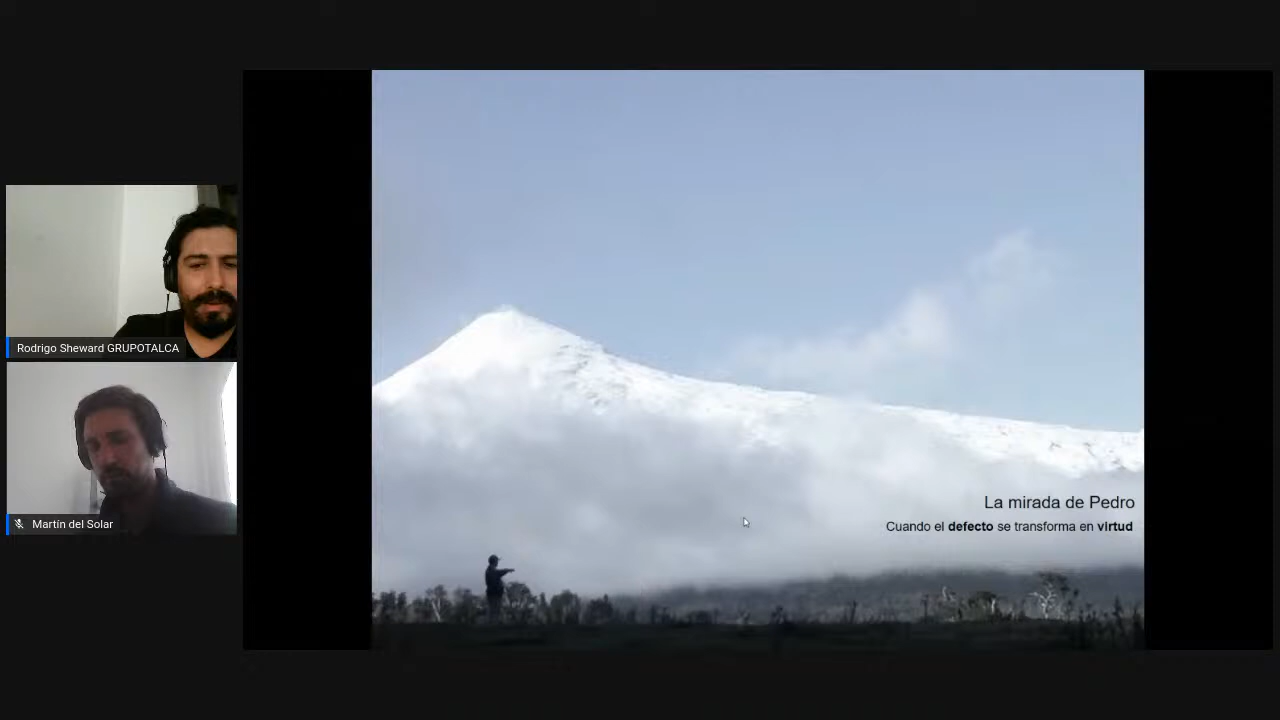 Rodrigo Sheward GRUPOTALCA
Martín del Solar
La mirada de Pedro
Cuando el defecto se transforma en virtud